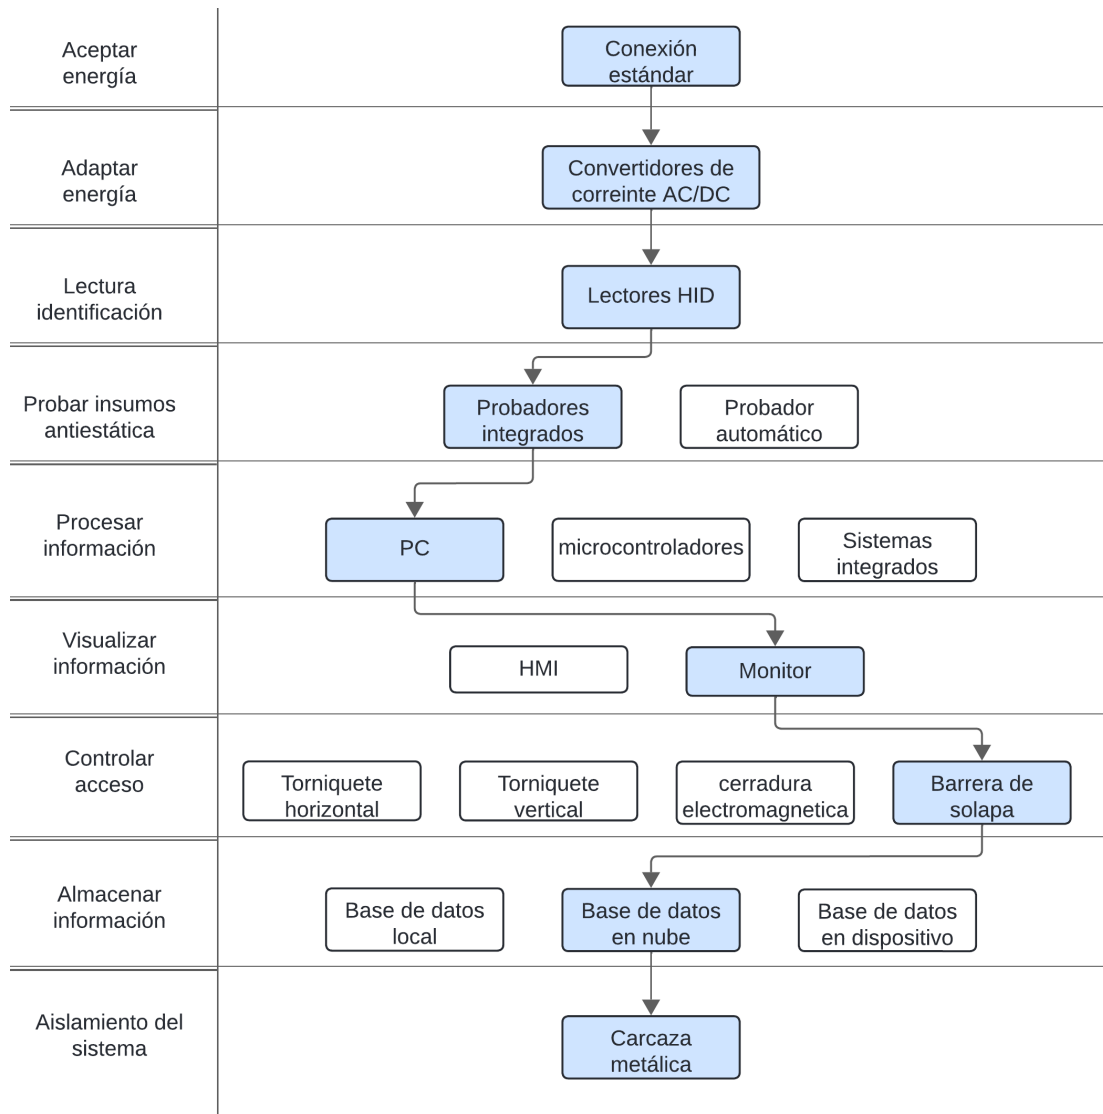 Aceptar
energía
Conexión
estándar
Adaptar
energía
Convertidores de
correinte AC/DC
Lectura
identificación
Lectores HID
Probar insumos
antiestática
Probadores
integrados
Probador
automático
Procesar
información
PC
microcontroladores
Sistemas
integrados
Visualizar
información
HMI
Monitor
Controlar
acceso
Torniquete
horizontal
Torniquete
vertical
cerradura
electromagnetica
Barrera de
solapa
Almacenar
información
Base de datos
local
Base de datos
en nube
Base de datos
en dispositivo
Aislamiento del
sistema
Carcaza
metálica